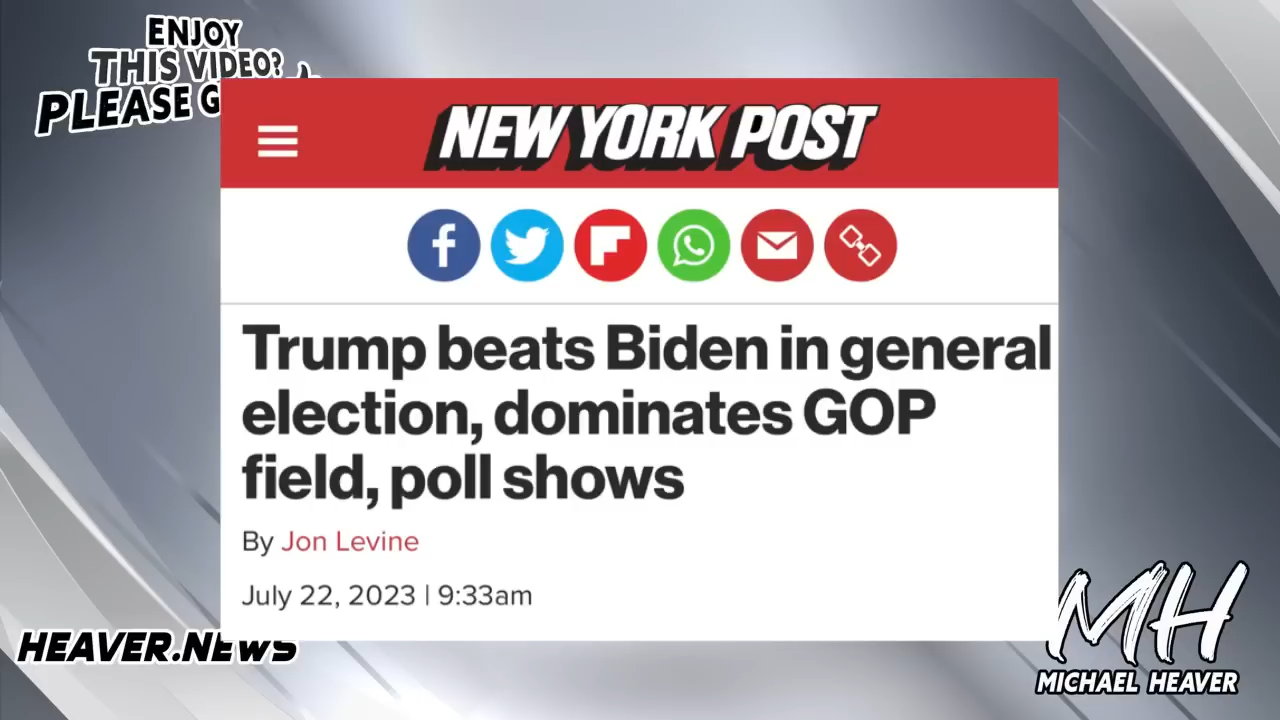 ENJOY
THIS VIDEO?
PLEASE G
NEW YORK POST
Trump beats Biden in general
election, dominates GOP
field, poll shows
By Jon Levine
July 22, 2023 | 9:33am
HEAVER.NEWS
MH
MICHAEL HEAVER